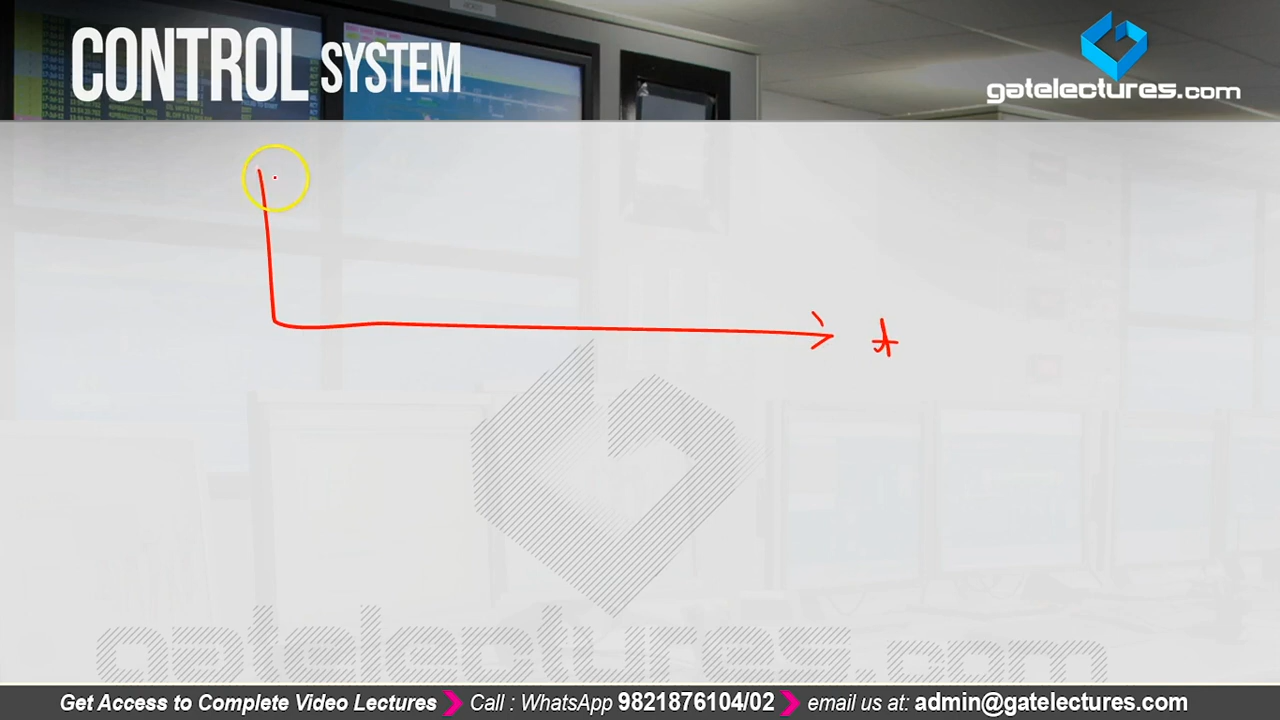 CONTROL SYSTEM
gatelectures.com
t
gatelectures.com
Get Access to Complete Video Lectures Call : WhatsApp 9821876104/02 email us at: admin@gatelectures.com